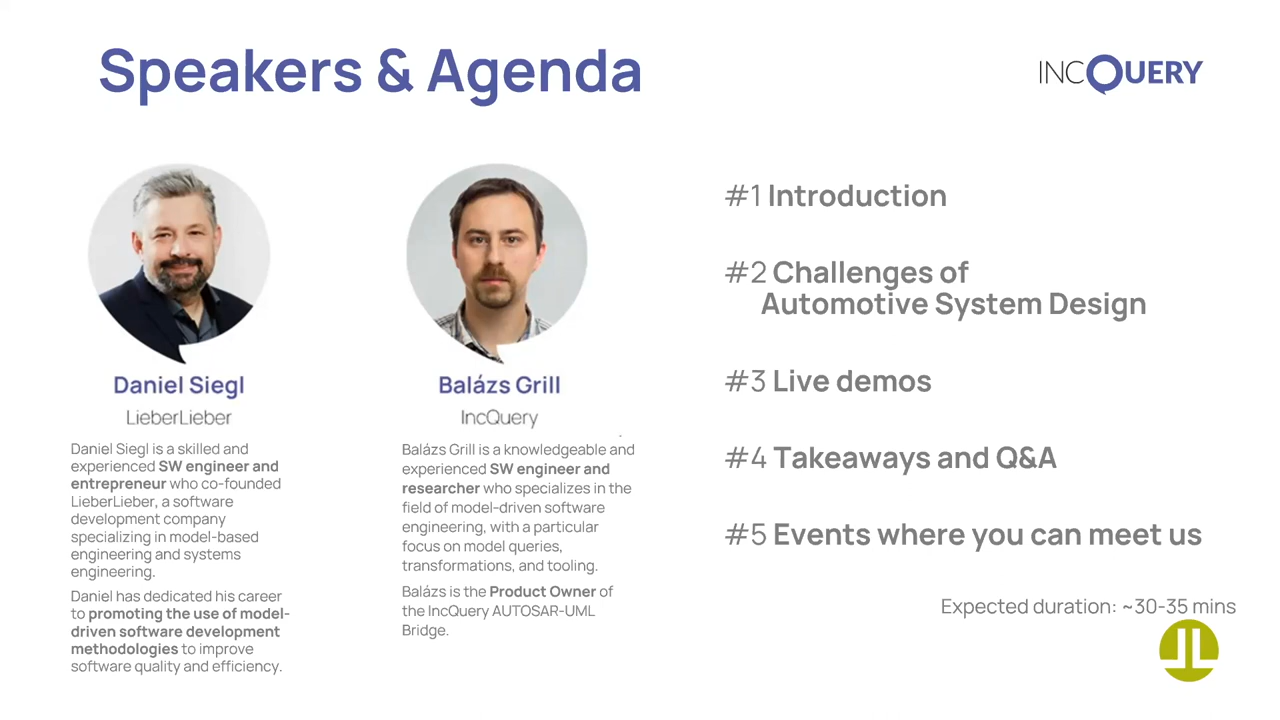 Speakers & Agenda
INCQUERY
Daniel Siegl
LieberLieber
Daniel Siegl is a skilled and
experienced SW engineer and
entrepreneur who co-founded
LieberLieber, a software
development company
specializing in model-based
engineering and systems
engineering.
Daniel has dedicated his career
to promoting the use of model-
driven software development
methodologies to improve
software quality and efficiency.
Balázs Grill
IncQuery
Balázs Grill is a knowledgeable and
experienced SW engineer and
researcher who specializes in the
field of model-driven software
engineering, with a particular
focus on model queries,
transformations, and tooling.
Balázs is the Product Owner of
the IncQuery AUTOSAR-UML
Bridge.
#1 Introduction
#2 Challenges of
Automotive System Design
#3 Live demos
#4 Takeaways and Q&A
#5 Events where you can meet us
Expected duration: ~30-35 mins